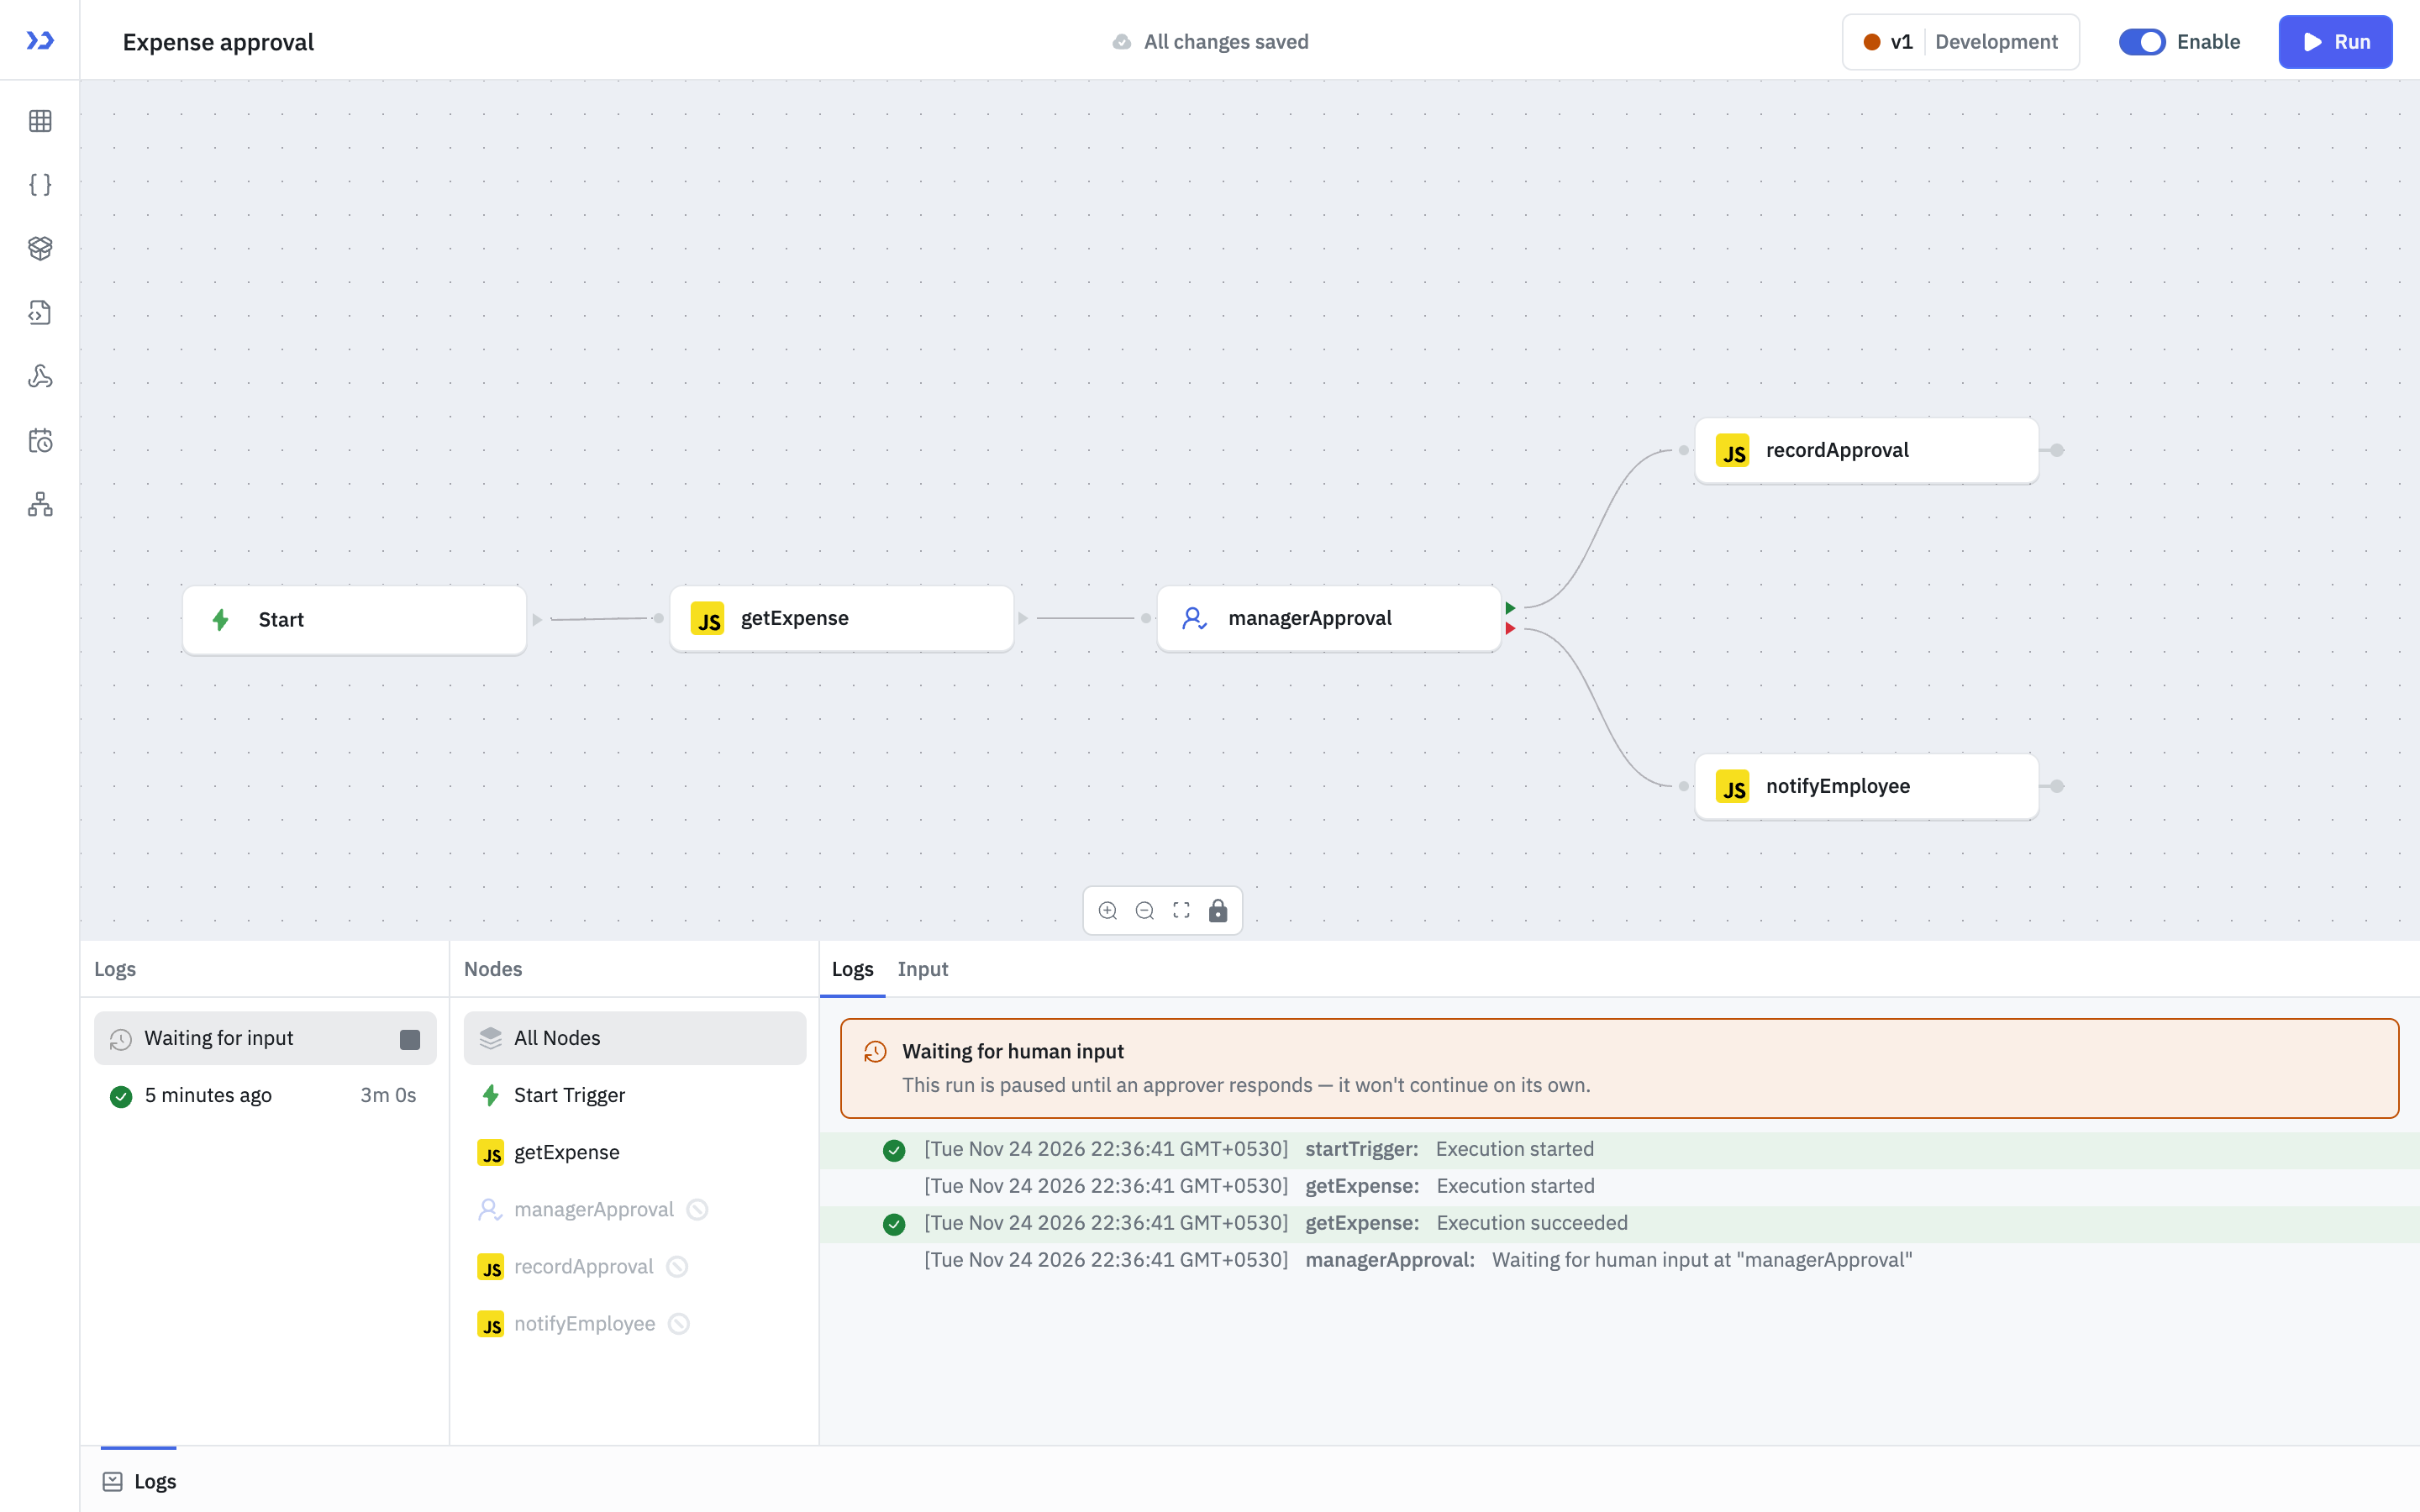 Expense approval
All changes saved
v1 Development
Enable
Run
JS recordApproval
Start
JS getExpense
managerApproval
JS notifyEmployee
Logs
Waiting for input
5 minutes ago 3m 0s
Nodes
All Nodes
Start Trigger
JS getExpense
managerApproval
JS recordApproval
JS notifyEmployee
Logs Input
Waiting for human input
This run is paused until an approver responds — it won't continue on its own.
[Tue Nov 24 2026 22:36:41 GMT+0530] startTrigger: Execution started
[Tue Nov 24 2026 22:36:41 GMT+0530] getExpense: Execution started
[Tue Nov 24 2026 22:36:41 GMT+0530] getExpense: Execution succeeded
[Tue Nov 24 2026 22:36:41 GMT+0530] managerApproval: Waiting for human input at "managerApproval"
Logs